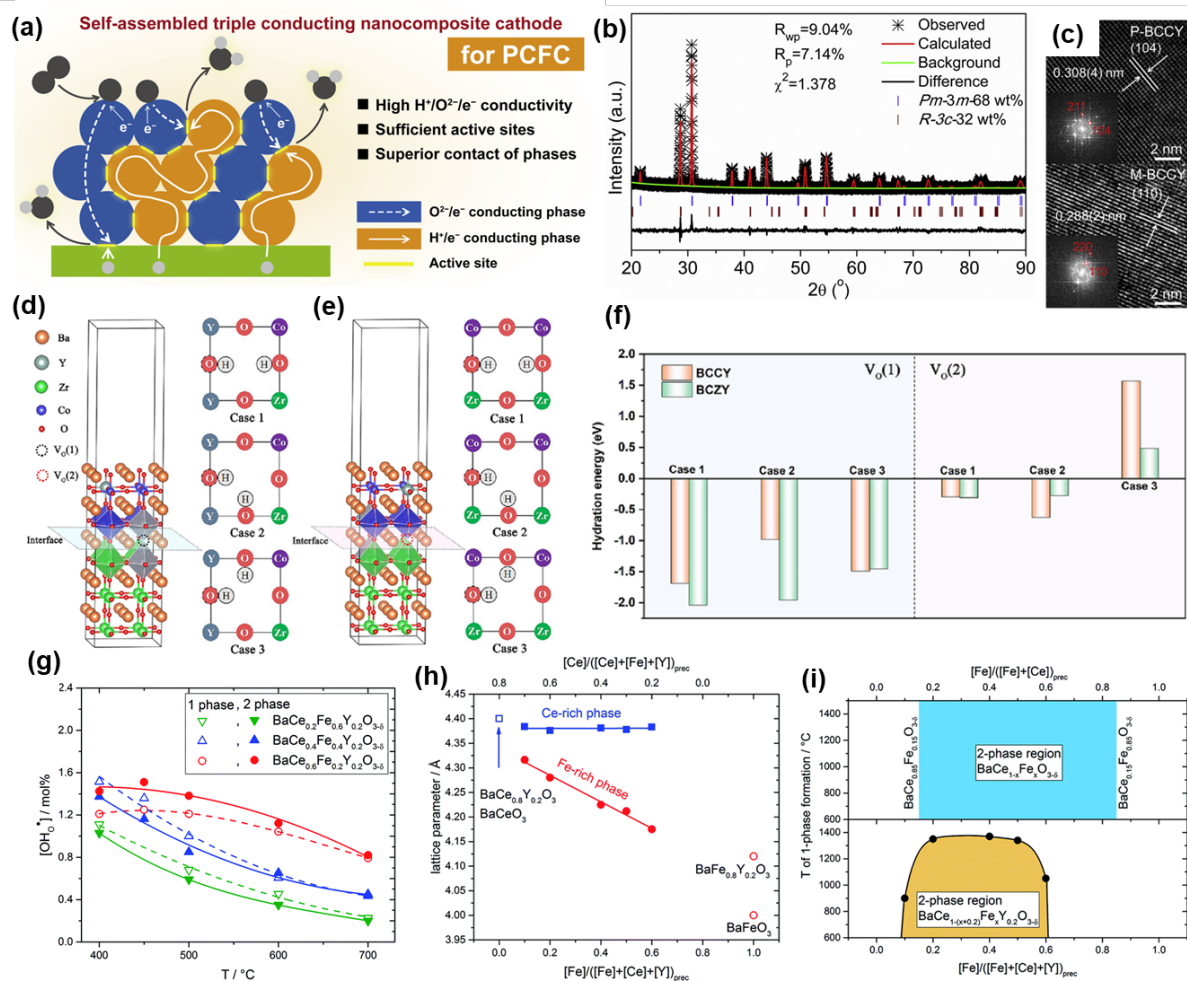 (a)
Self-assembled triple conducting nanocomposite cathode
for PCFC
■ High H⁺/O²⁻/e⁻ conductivity
■ Sufficient active sites
■ Superior contact of phases
e⁻
e⁻
e⁻
O²⁻/e⁻ conducting phase
H⁺/e⁻ conducting phase
Active site
(b)
Rwp=9.04%
Rp=7.14%
χ²=1.378
Observed
Calculated
Background
Difference
Pm-3m-68 wt%
R-3c-32 wt%
Intensity (a.u.)
20 30 40 50 60 70 80 90
2θ (°)
(c)
P-BCCY
(104)
0.308(4) nm
211
104
2 nm
M-BCCY
(110)
0.288(2) nm
220
110
2 nm
(d)
Ba
Y
Zr
Co
O
Vo(1)
Vo(2)
Interface
Y O Co
O H H O
Y O Zr
Case 1
Y O Co
O H O
H
Y O Zr
Case 2
Y O Co
H
O H O
Y O Zr
Case 3
(e)
Interface
Co O Co
O H H O
Zr O Zr
Case 1
Co O Co
O H O
H
Zr O Zr
Case 2
Co O Co
H
O H O
Zr O Zr
Case 3
(f)
Hydration energy (eV)
2.0
1.5
1.0
0.5
0.0
-0.5
-1.0
-1.5
-2.0
BCCY
BCZY
Vo(1)
Vo(2)
Case 1
Case 2
Case 3
Case 1
Case 2
Case 3
(g)
[OHO•] / mol%
2.4
2.0
1.6
1.2
0.8
0.4
0.0
1 phase, 2 phase
, BaCe0.2Fe0.6Y0.2O3-δ
, BaCe0.4Fe0.4Y0.2O3-δ
, BaCe0.6Fe0.2Y0.2O3-δ
400 500 600 700
T / °C
(h)
[Ce]/([Ce]+[Fe]+[Y])prec
0.8 0.6 0.4 0.2
lattice parameter / Å
4.45
4.40
4.35
4.30
4.25
4.20
4.15
4.10
4.05
4.00
3.95
Ce-rich phase
Fe-rich phase
BaCe0.8Y0.2O3
BaCeO3
BaFe0.8Y0.2O3
BaFeO3
0.0 0.2 0.4 0.6 0.8 1.0
[Fe]/([Fe]+[Ce]+[Y])prec
(i)
[Fe]/([Fe]+[Ce])prec
0.0 0.2 0.4 0.6 0.8 1.0
T of 1-phase formation / °C
1400
1200
1000
800
600
BaCe0.85Fe0.15O3-δ
2-phase region
BaCe1-xFexO3-δ
BaCe0.15Fe0.85O3-δ
1400
1200
1000
800
600
2-phase region
BaCe1-(x+0.2)FexY0.2O3-δ
0.0 0.2 0.4 0.6 0.8 1.0
[Fe]/([Fe]+[Ce]+[Y])prec